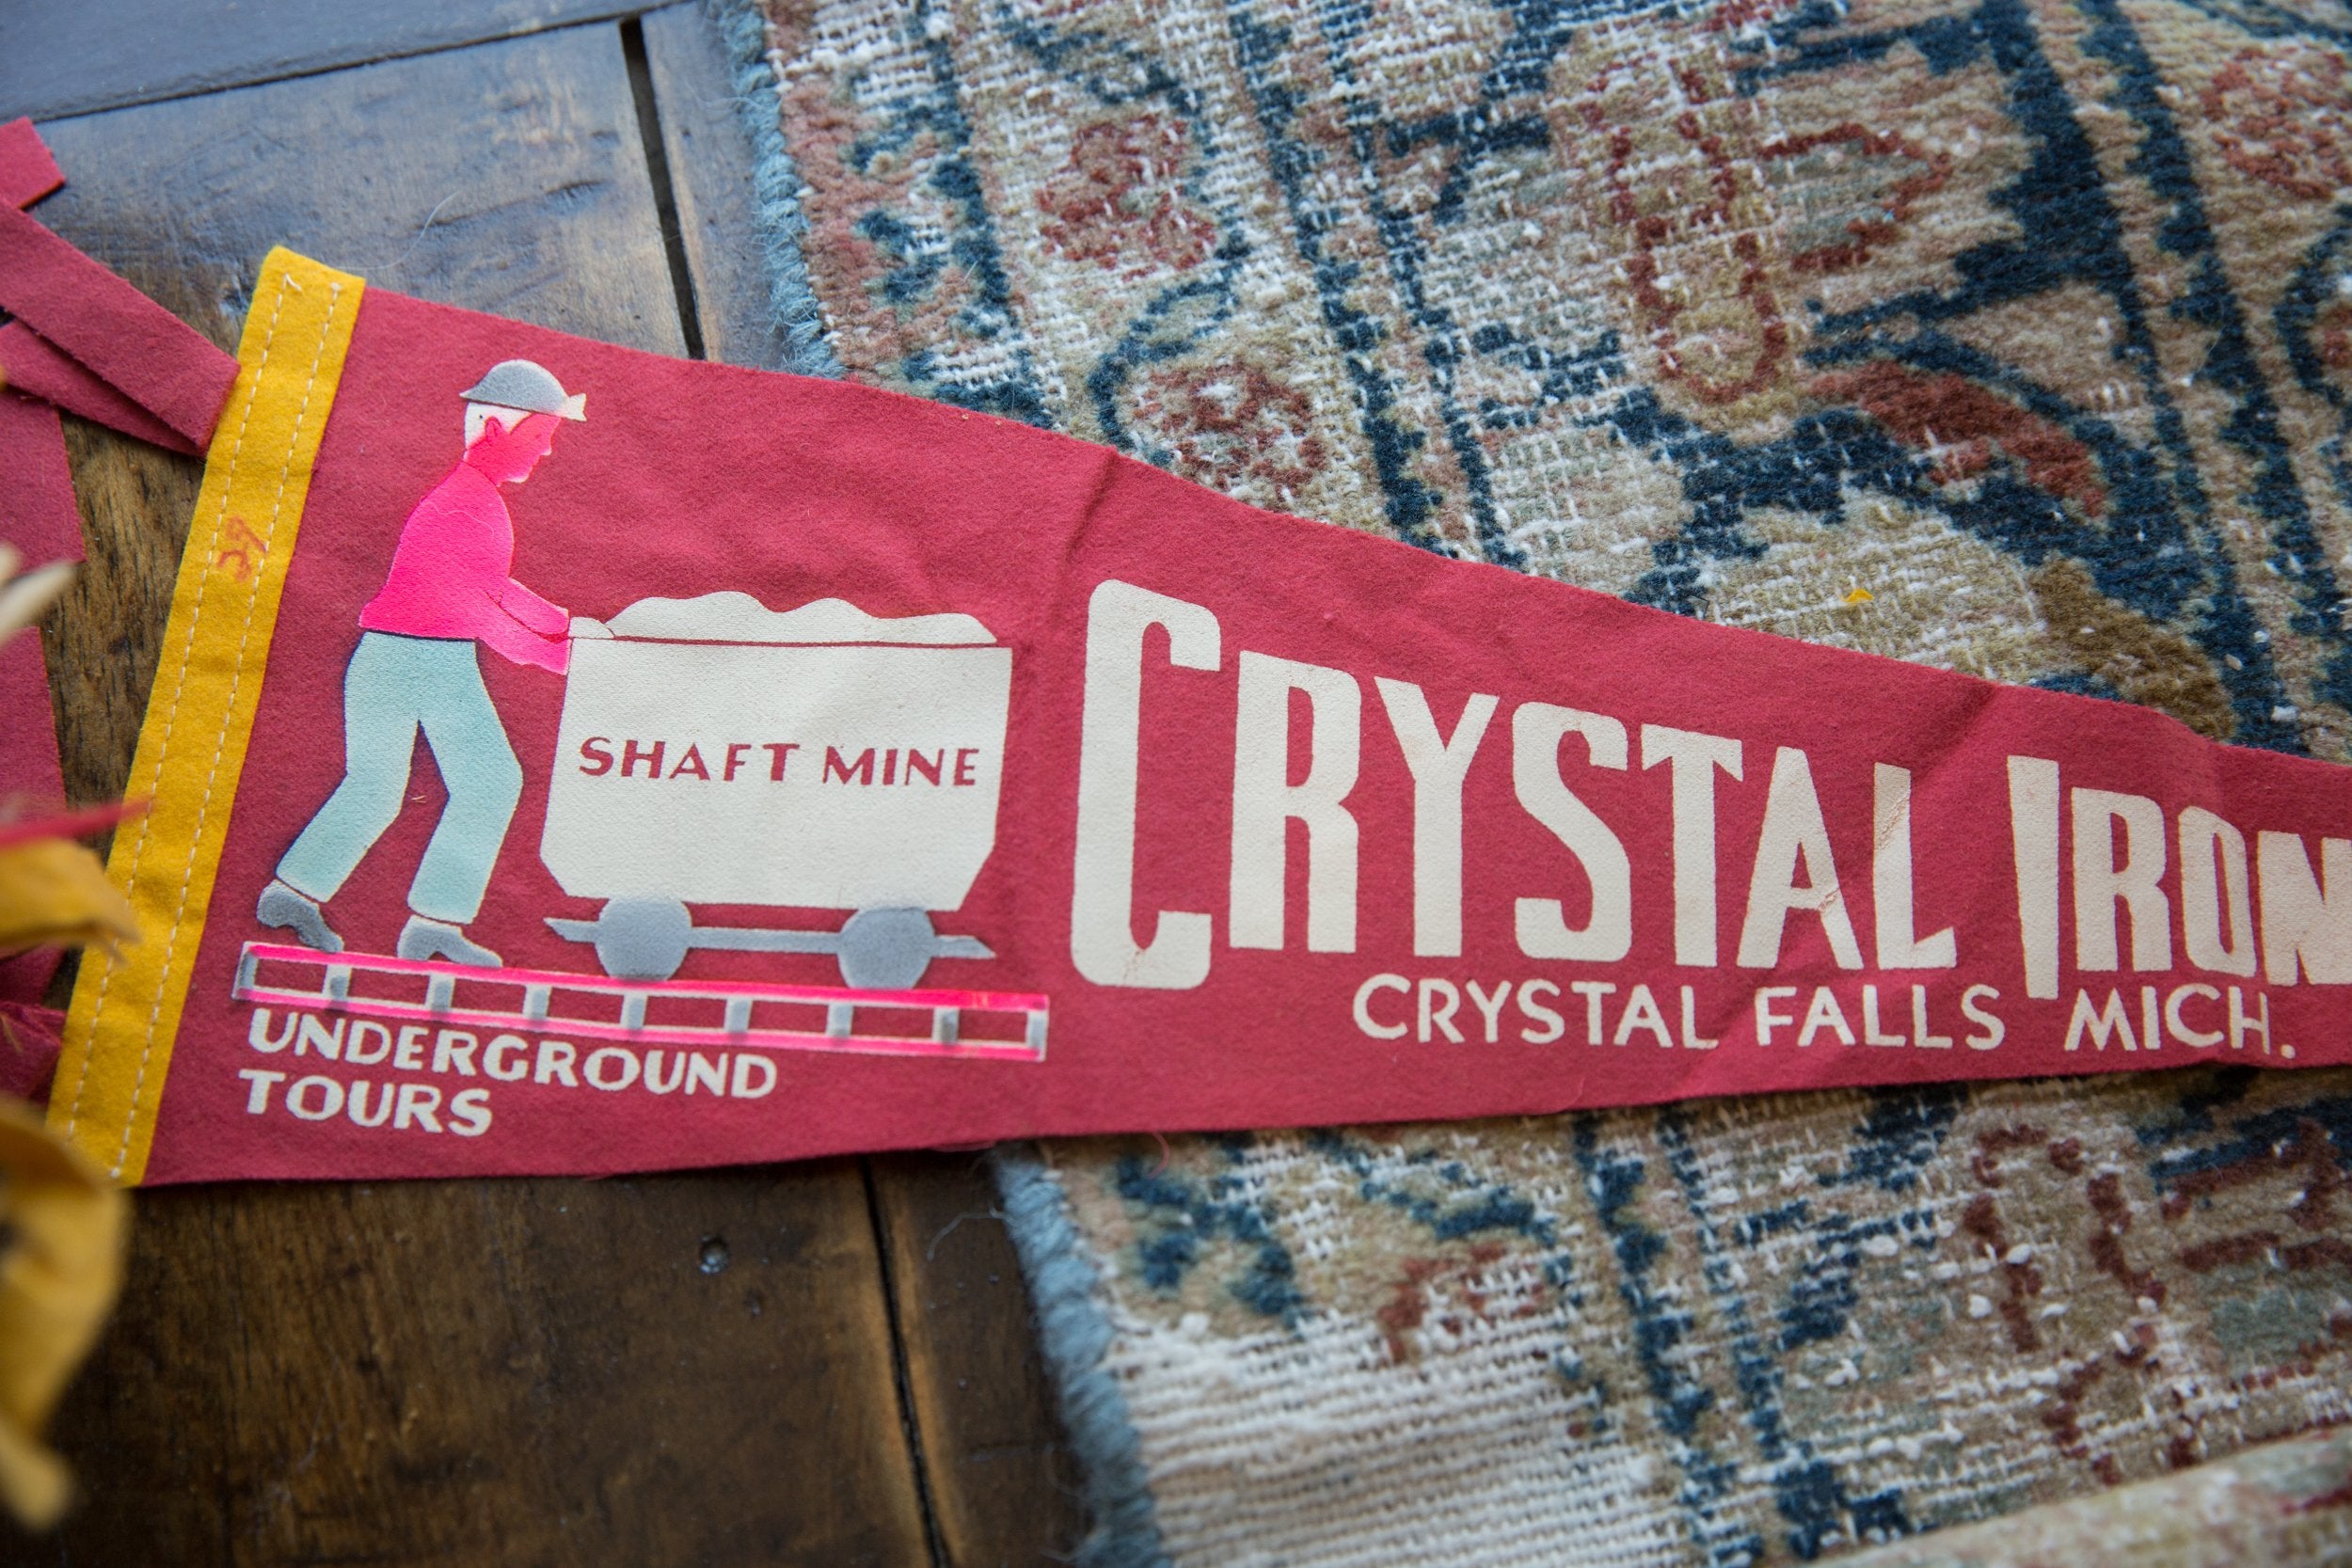 SHAFT MINE
UNDERGROUND
TOURS
CRYSTAL IRON
CRYSTAL FALLS MICH.